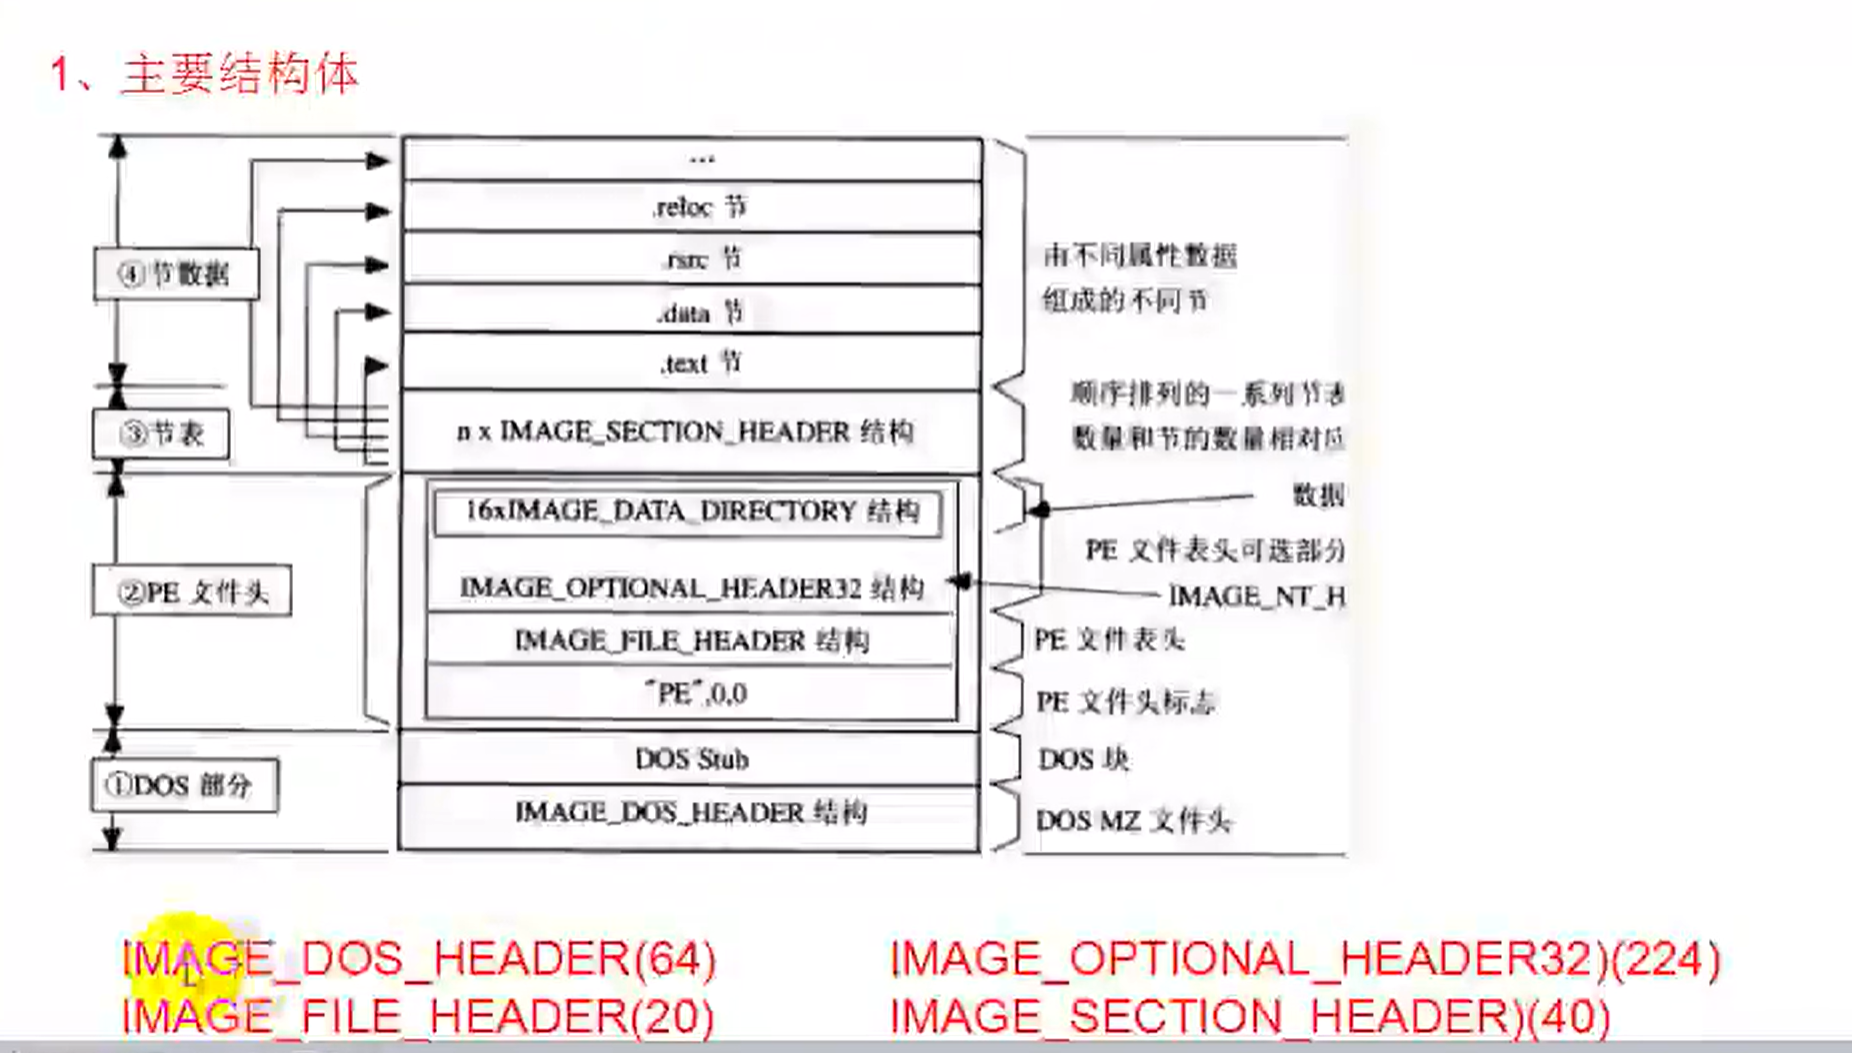 1、主要结构体
...
.reloc 节
.rsrc 节
④节数据
由不同属性数据
组成的不同节
.data 节
.text 节
③节表
n x IMAGE_SECTION_HEADER 结构
顺序排列的一系列节表
数量和节的数量相对应
16xIMAGE_DATA_DIRECTORY 结构
数据
PE 文件表头可选部分
②PE 文件头
IMAGE_OPTIONAL_HEADER32 结构
IMAGE_NT_H
IMAGE_FILE_HEADER 结构
PE 文件表头
"PE",0,0
PE 文件头标志
DOS Stub
DOS 块
①DOS 部分
IMAGE_DOS_HEADER 结构
DOS MZ 文件头
IMAGE_DOS_HEADER(64)
IMAGE_OPTIONAL_HEADER32)(224)
IMAGE_FILE_HEADER(20)
IMAGE_SECTION_HEADER)(40)